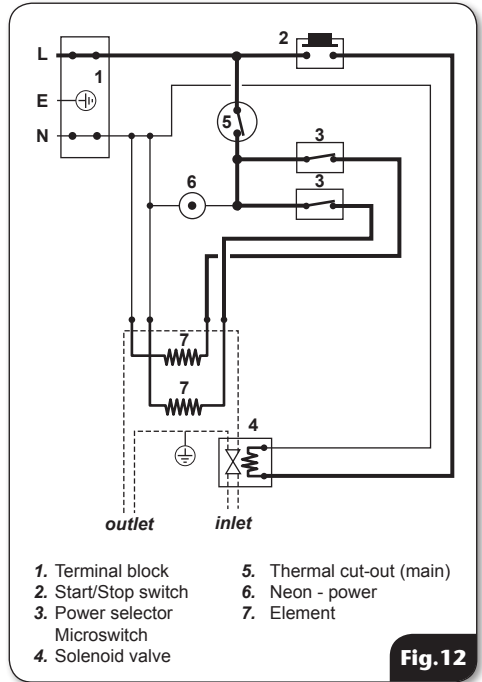 2
L
1
E
5
N
3
6
3
7
7
4
outlet
inlet
1. Terminal block
2. Start/Stop switch
3. Power selector
Microswitch
4. Solenoid valve
5. Thermal cut-out (main)
6. Neon - power
7. Element
Fig.12